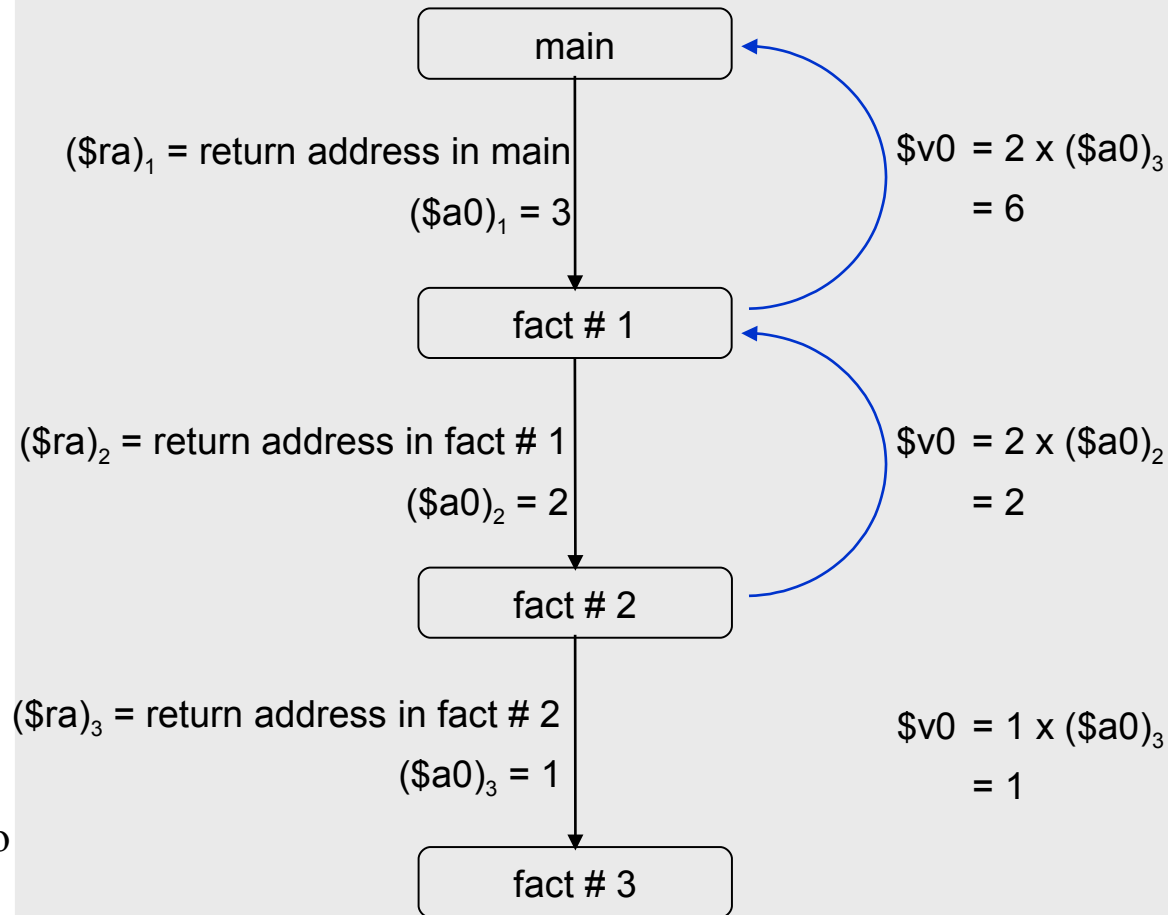 main
($ra)₁ = return address in main
($a0)₁ = 3
$v0 = 2 x ($a0)₃
= 6
fact # 1
($ra)₂ = return address in fact # 1
($a0)₂ = 2
$v0 = 2 x ($a0)₂
= 2
fact # 2
($ra)₃ = return address in fact # 2
($a0)₃ = 1
$v0 = 1 x ($a0)₃
= 1
fact # 3